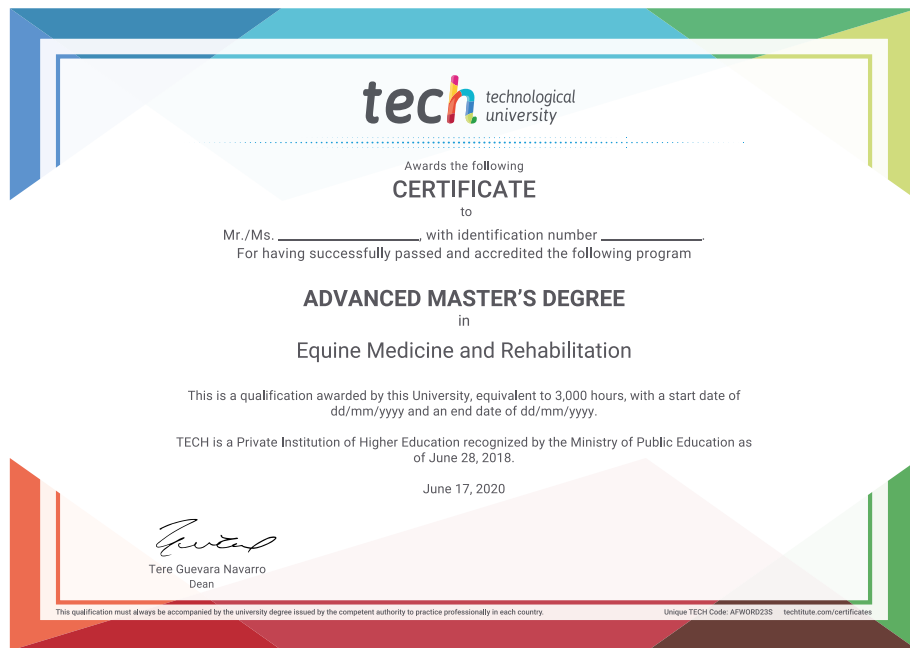 tech technological
university
Awards the following
CERTIFICATE
to
Mr./Ms. ____________________, with identification number ______________.
For having successfully passed and accredited the following program
ADVANCED MASTER'S DEGREE
in
Equine Medicine and Rehabilitation
This is a qualification awarded by this University, equivalent to 3,000 hours, with a start date of
dd/mm/yyyy and an end date of dd/mm/yyyy.
TECH is a Private Institution of Higher Education recognized by the Ministry of Public Education as
of June 28, 2018.
June 17, 2020
Tere Guevara Navarro
Dean
This qualification must always be accompanied by the university degree issued by the competent authority to practice professionally in each country. Unique TECH Code: AFWORD23S techtitute.com/certificates